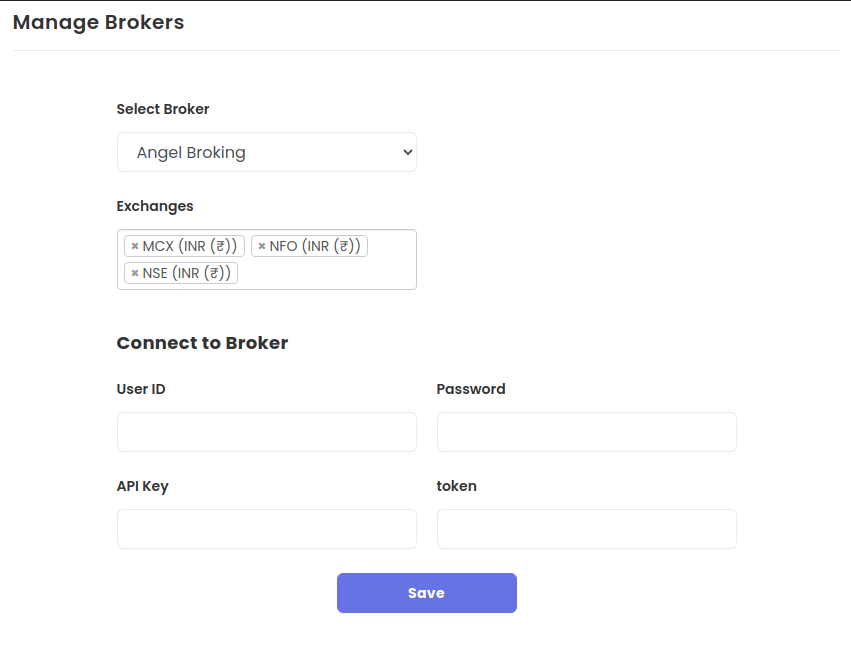 Manage Brokers
Select Broker
Angel Broking
Exchanges
× MCX (INR (₹)) × NFO (INR (₹))
× NSE (INR (₹))
Connect to Broker
User ID Password
API Key token
Save